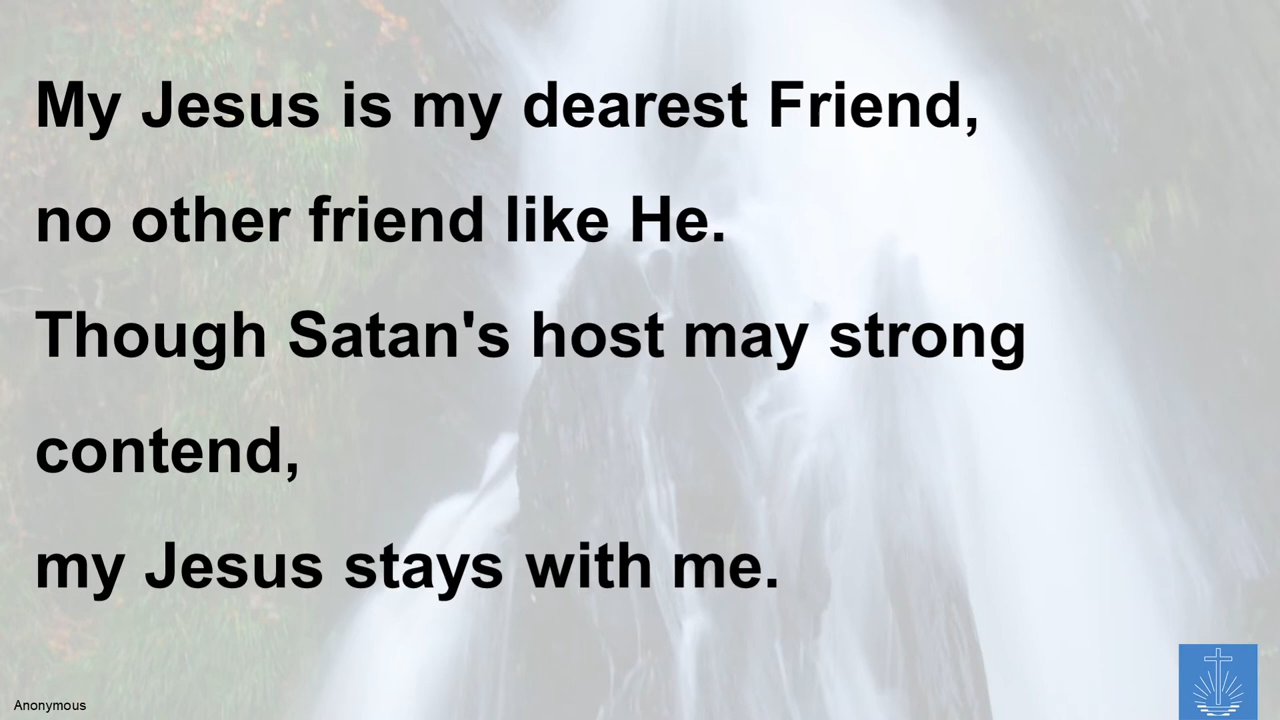 My Jesus is my dearest Friend,
no other friend like He.
Though Satan's host may strong
contend,
my Jesus stays with me.
Anonymous